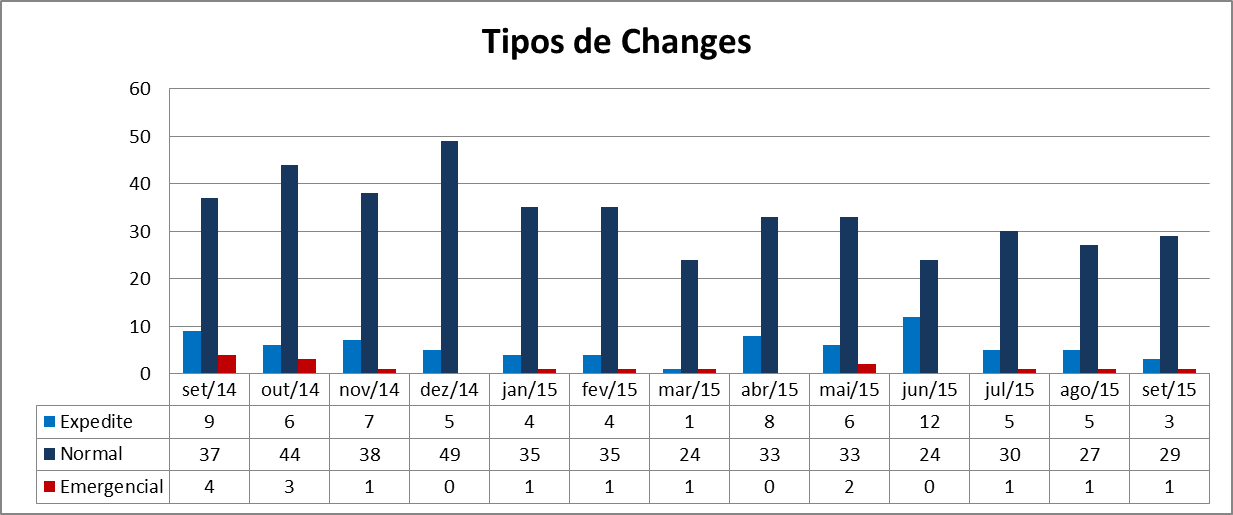 Tipos de Changes
60
50
40
30
20
10
0
set/14 out/14 nov/14 dez/14 jan/15 fev/15 mar/15 abr/15 mai/15 jun/15 jul/15 ago/15 set/15
Expedite 9 6 7 5 4 4 1 8 6 12 5 5 3
Normal 37 44 38 49 35 35 24 33 33 24 30 27 29
Emergencial 4 3 1 0 1 1 1 0 2 0 1 1 1